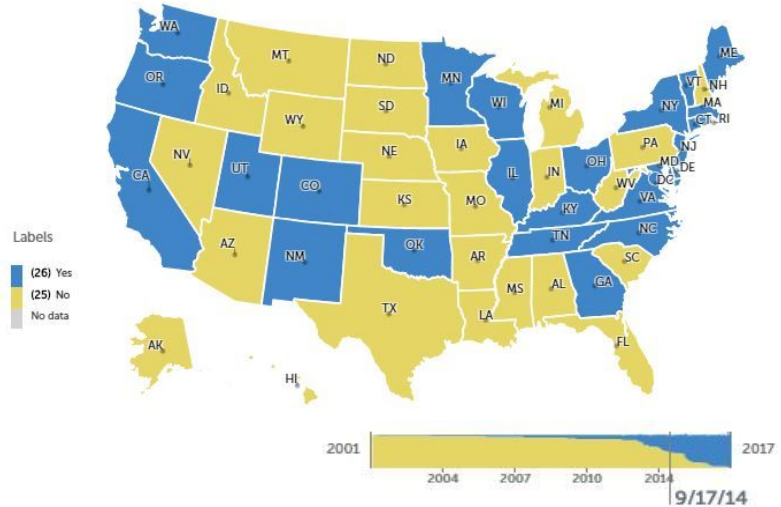 WA
ME
MT
ND
VT
OR
MN
NH
ID
WI
NY
MA
SD
MI
CT
RI
WY
PA
IA
NJ
NE
OH
MD
DE
NV
IL
IN
UT
WV
DC
CA
CO
VA
KS
MO
KY
NC
TN
AZ
NM
OK
AR
SC
GA
MS
AL
TX
LA
FL
AK
HI
Labels
(26) Yes
(25) No
No data
2001
2017
2004
2007
2010
2014
9/17/14